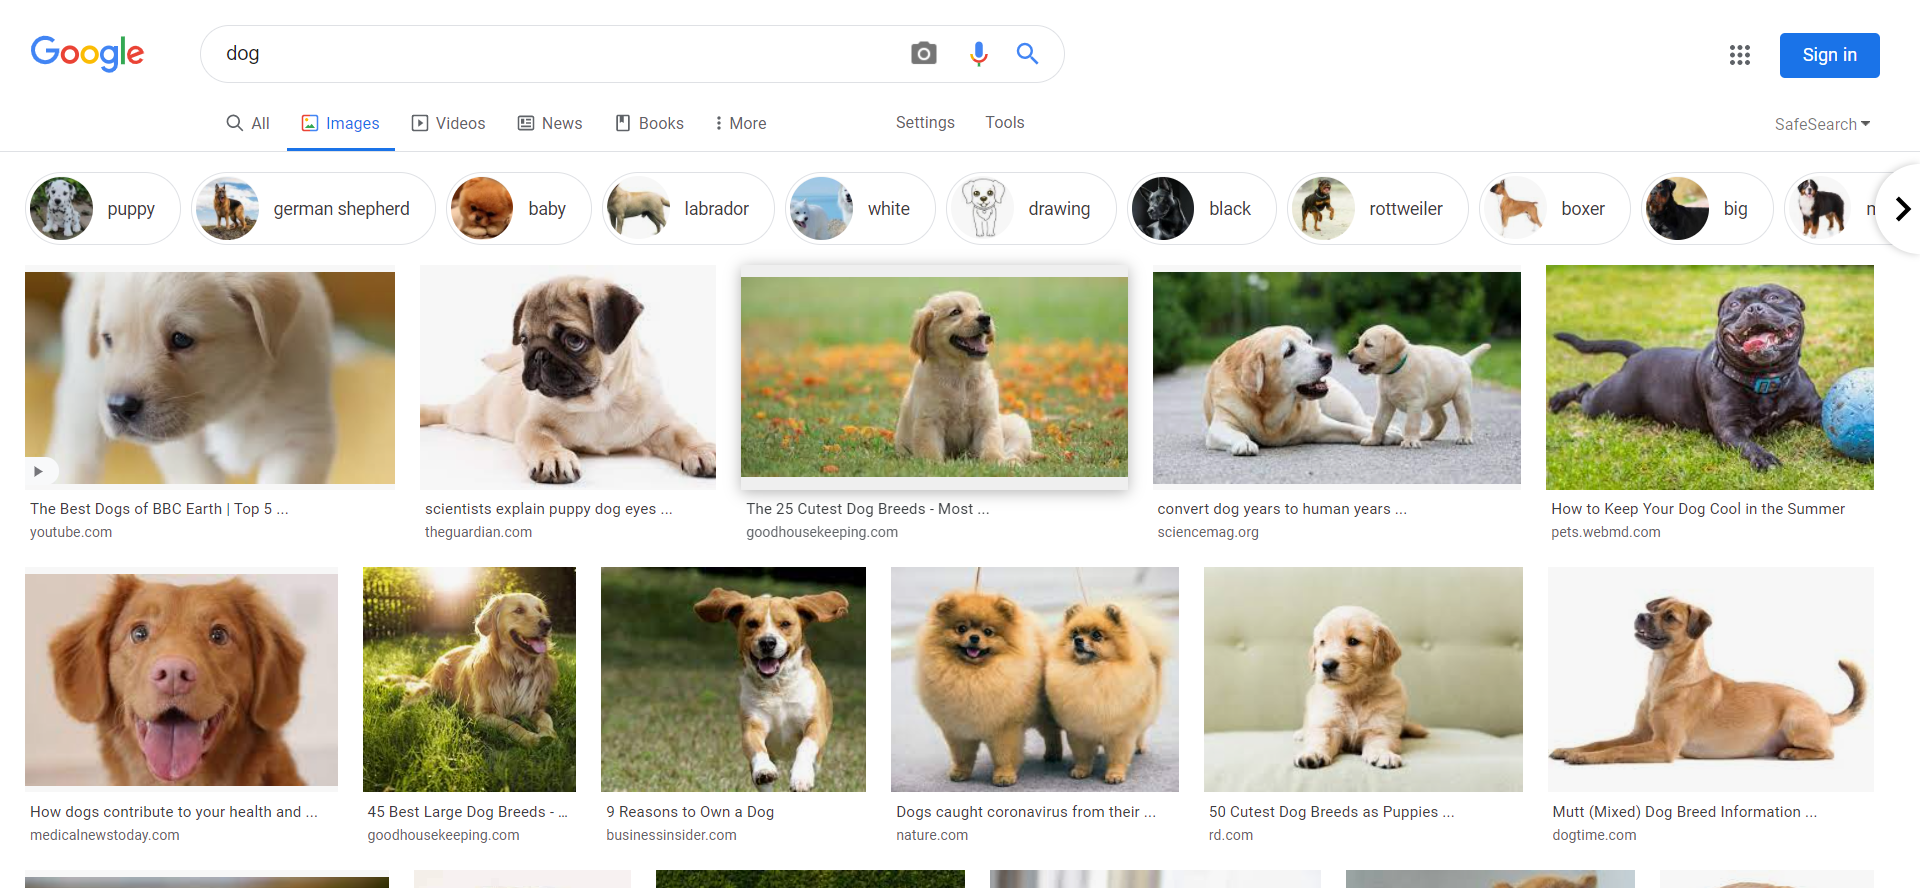 Google
dog
Sign in
All
Images
Videos
News
Books
More
Settings
Tools
SafeSearch
puppy
german shepherd
baby
labrador
white
drawing
black
rottweiler
boxer
big
The Best Dogs of BBC Earth | Top 5 ...
youtube.com
scientists explain puppy dog eyes ...
theguardian.com
The 25 Cutest Dog Breeds - Most ...
goodhousekeeping.com
convert dog years to human years ...
sciencemag.org
How to Keep Your Dog Cool in the Summer
pets.webmd.com
How dogs contribute to your health and ...
medicalnewstoday.com
45 Best Large Dog Breeds - ...
goodhousekeeping.com
9 Reasons to Own a Dog
businessinsider.com
Dogs caught coronavirus from their ...
nature.com
50 Cutest Dog Breeds as Puppies ...
rd.com
Mutt (Mixed) Dog Breed Information ...
dogtime.com